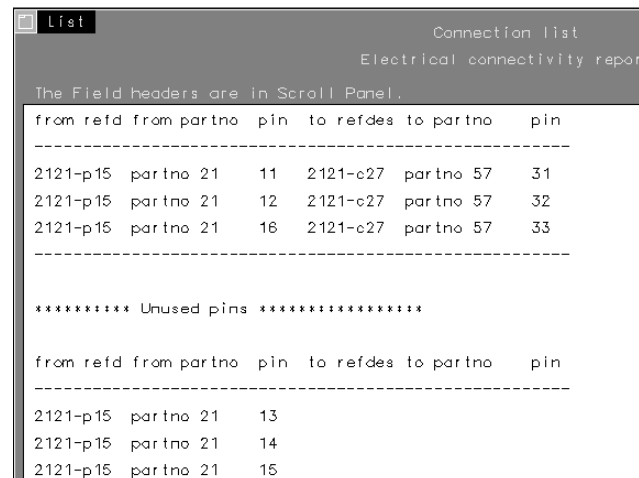 List
Connection list
Electrical connectivity repor
The Field headers are in Scroll Panel.
from refd from partno pin to refdes to partno pin
-------------------------------------------------------
2121-p15 partno 21 11 2121-c27 partno 57 31
2121-p15 partno 21 12 2121-c27 partno 57 32
2121-p15 partno 21 16 2121-c27 partno 57 33
-------------------------------------------------------
********** Unused pins *****************
from refd from partno pin to refdes to partno pin
-------------------------------------------------------
2121-p15 partno 21 13
2121-p15 partno 21 14
2121-p15 partno 21 15